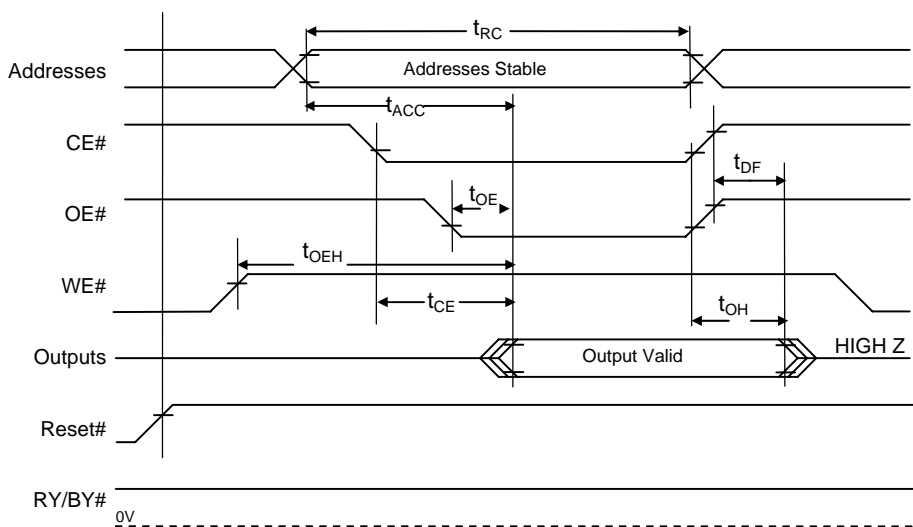 tRC
Addresses
Addresses Stable
tACC
CE#
tDF
tOE
OE#
tOEH
WE#
tCE
tOH
Outputs
Output Valid
HIGH Z
Reset#
RY/BY#
0V